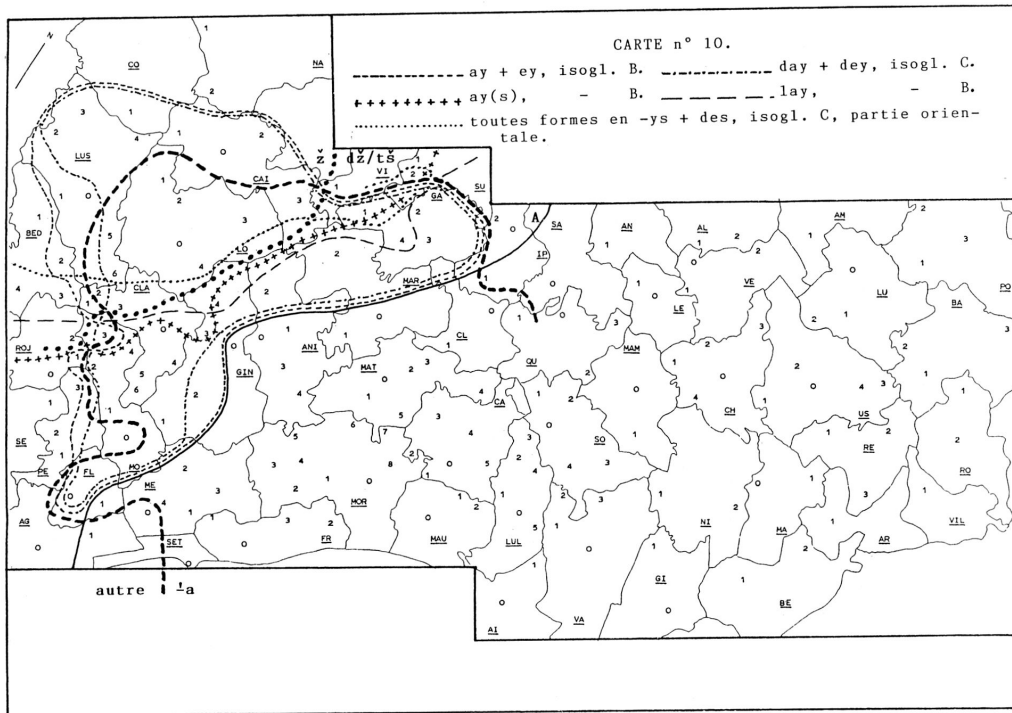 CARTE n° 10.
ay + ey, isogl. B. day + dey, isogl. C.
ay(s), - B. lay, - B.
toutes formes en -ys + des, isogl. C, partie orien-
tale.
N
CO
NA
LUS
CAI
ž dž/tš
VI
GA
SU
A
SA
AN
AL
AM
BED
LO
IP
CLA
MAR
LE
VE
LU
BA
PO
ROJ
ANI
CL
GIN
MAT
QU
MAM
CA
CH
US
SE
SO
RE
RO
PE
FL
MO
ME
MOR
NI
MA
VIL
AG
SET
FR
MAU
LUL
AR
autre -́a
GI
BE
AI
VA